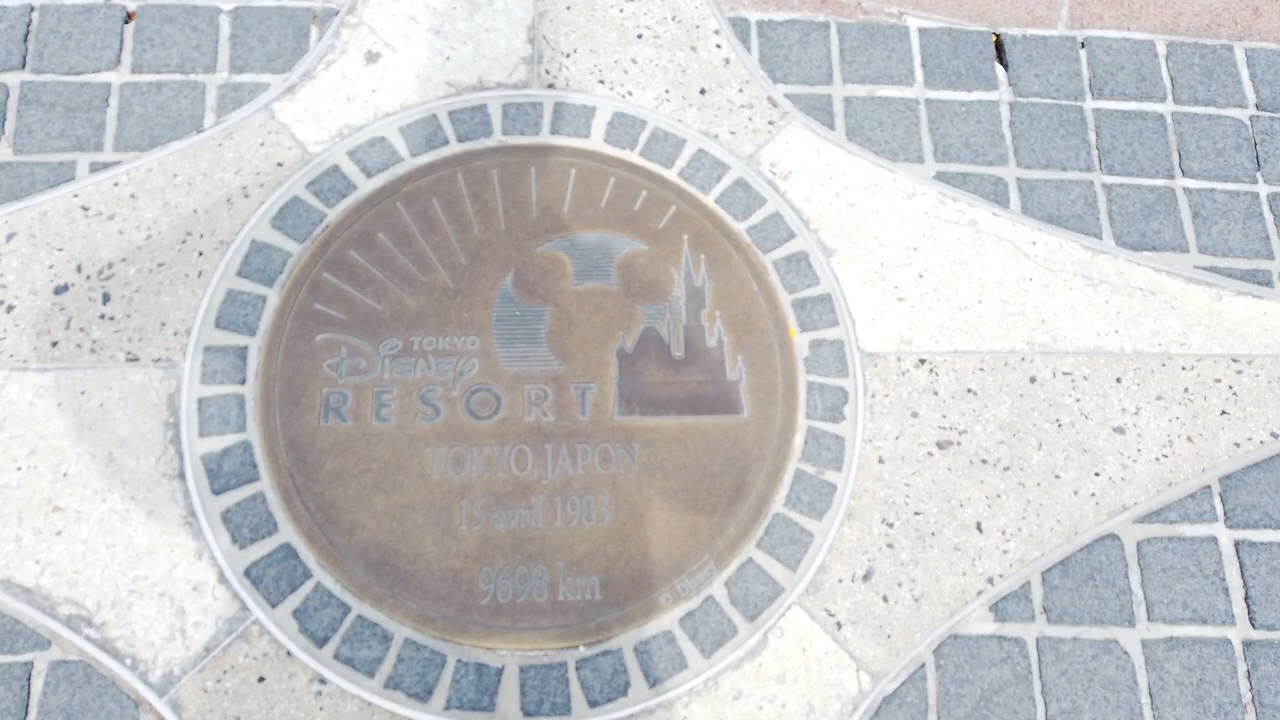 TOKYO
Disney
RESORT
TOKYO, JAPON
15 avril 1983
9698 km
© Disney